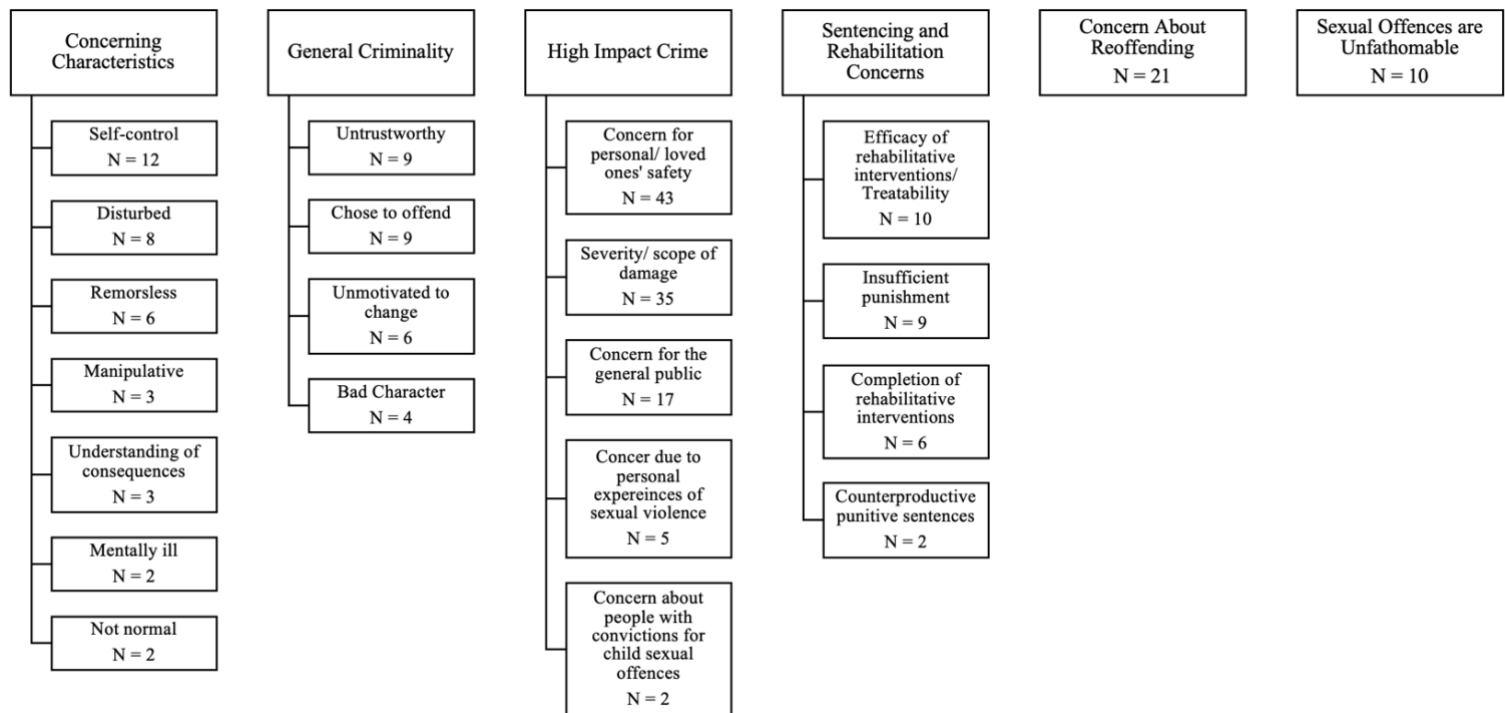 Concerning
Characteristics
Self-control
N = 12
Disturbed
N = 8
Remorsless
N = 6
Manipulative
N = 3
Understanding of
consequences
N = 3
Mentally ill
N = 2
Not normal
N = 2
General Criminality
Untrustworthy
N = 9
Chose to offend
N = 9
Unmotivated to
change
N = 6
Bad Character
N = 4
High Impact Crime
Concern for
personal/ loved
ones' safety
N = 43
Severity/ scope of
damage
N = 35
Concern for the
general public
N = 17
Concer due to
personal
expereinces of
sexual violence
N = 5
Concern about
people with
convictions for
child sexual
offences
N = 2
Sentencing and
Rehabilitation
Concerns
Efficacy of
rehabilitative
interventions/
Treatability
N = 10
Insufficient
punishment
N = 9
Completion of
rehabilitative
interventions
N = 6
Counterproductive
punitive sentences
N = 2
Concern About
Reoffending
N = 21
Sexual Offences are
Unfathomable
N = 10